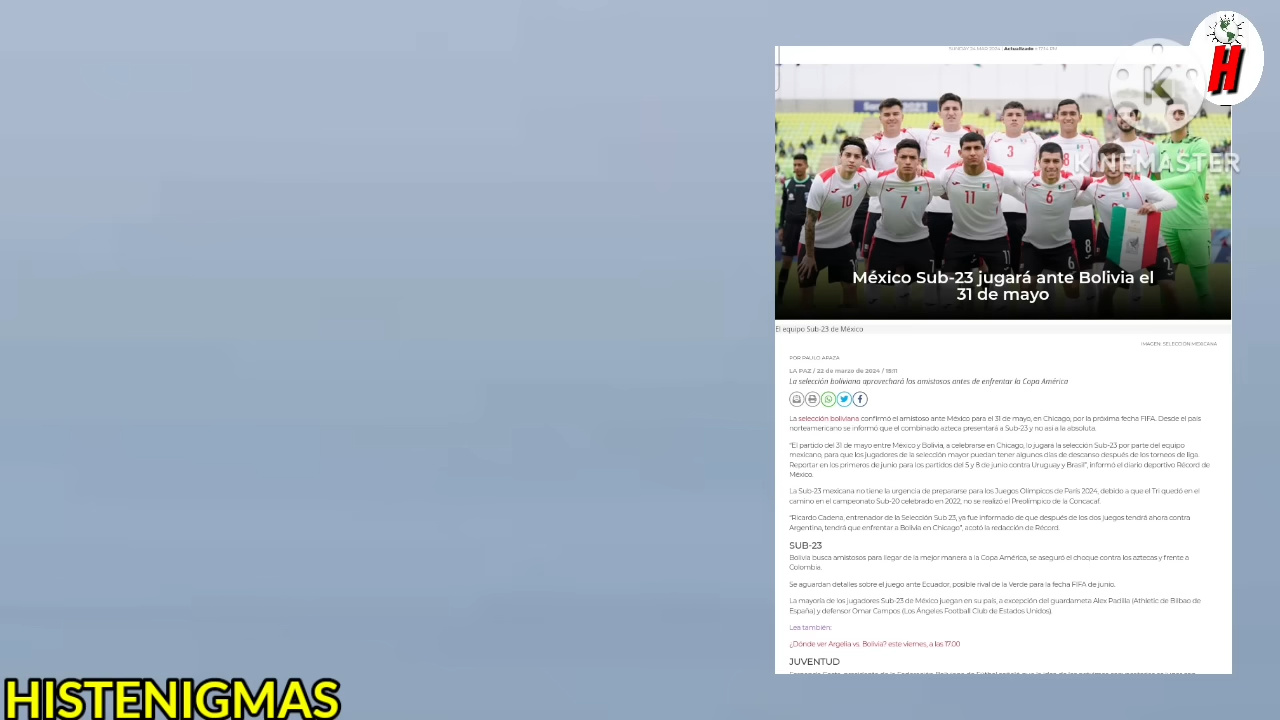 SUNDAY 24 MAR 2024 | Actualizado
H
KINEMASTER
México Sub-23 jugará ante Bolivia el
31 de mayo
El equipo Sub-23 de México
IMAGEN: SELECCIÓN MEXICANA
POR PAULO APAZA
LA PAZ / 22 de marzo de 2024 / 18:11
La selección boliviana aprovechará los amistosos antes de enfrentar la Copa América
La selección boliviana confirmó el amistoso ante México para el 31 de mayo, en Chicago, por la próxima fecha FIFA. Desde el país
norteamericano se informó que el combinado azteca presentará a Sub-23 y no así a la absoluta.
"El partido del 31 de mayo entre México y Bolivia, a celebrarse en Chicago, lo jugará la selección Sub-23 por parte del equipo
mexicano, para que los jugadores de la selección mayor puedan tener algunos días de descanso después de los torneos de liga.
Reportar en los primeros de junio para los partidos del 5 y 8 de junio contra Uruguay y Brasil", informó el diario deportivo Récord de
México.
La Sub-23 mexicana no tiene la urgencia de prepararse para los Juegos Olímpicos de París 2024, debido a que el Tri quedó en el
camino en el campeonato Sub-20 celebrado en 2022, no se realizó el Preolímpico de la Concacaf.
"Ricardo Cadena, entrenador de la Selección Sub 23, ya fue informado de que después de los dos juegos tendrá ahora contra
Argentina, tendrá que enfrentar a Bolivia en Chicago", acotó la redacción de Récord.
SUB-23
Bolivia busca amistosos para llegar de la mejor manera a la Copa América, se aseguró el choque contra los aztecas y frente a
Colombia.
Se aguardan detalles sobre el juego ante Ecuador, posible rival de la Verde para la fecha FIFA de junio.
La mayoría de los jugadores Sub-23 de México juegan en su país, a excepción del guardameta Alex Padilla (Athletic de Bilbao de
España) y defensor Omar Campos (Los Ángeles Football Club de Estados Unidos).
Lea también:
¿Dónde ver Argelia vs. Bolivia? este viernes, a las 17.00
JUVENTUD
HISTENIGMAS